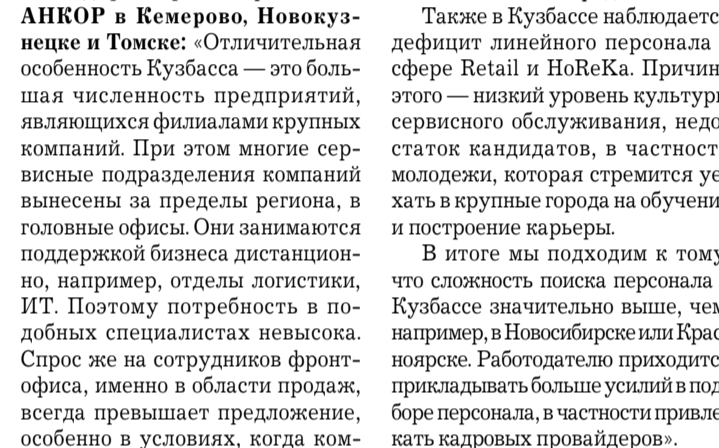 АНКОР в Кемерово, Новокуз-
нецке и Томске: «Отличительная
особенность Кузбасса — это боль-
шая численность предприятий,
являющихся филиалами крупных
компаний. При этом многие сер-
висные подразделения компаний
вынесены за пределы региона, в
головные офисы. Они занимаются
поддержкой бизнеса дистанцион-
но, например, отделы логистики,
ИТ. Поэтому потребность в по-
добных специалистах невысока.
Спрос же на сотрудников фронт-
офиса, именно в области продаж,
всегда превышает предложение,
особенно в условиях, когда ком-
Также в Кузбассе наблюдаетс
дефицит линейного персонала
сфере Retail и HoReKa. Причин
этого — низкий уровень культур
сервисного обслуживания, недо
статок кандидатов, в частност
молодежи, которая стремится уе
хать в крупные города на обучени
и построение карьеры.
В итоге мы подходим к тому
что сложность поиска персонала
Кузбассе значительно выше, чем
например, в Новосибирске или Крас
ноярске. Работодателю приходитс
прикладывать больше усилий в под
боре персонала, в частности привле
кать кадровых провайдеров».